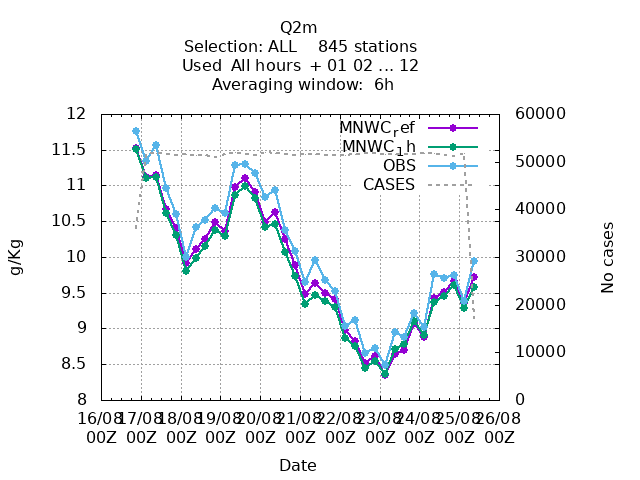 Q2m
Selection: ALL    845 stations
Used  All hours  + 01 02 ... 12
Averaging window:  6h
12
11.5
11
10.5
10
9.5
9
8.5
8
60000
50000
40000
30000
20000
10000
0
MNWC_ref
MNWC_1h
OBS
CASES
g/Kg
No cases
16/08 17/08 18/08 19/08 20/08 21/08 22/08 23/08 24/08 25/08 26/08
00Z 00Z 00Z 00Z 00Z 00Z 00Z 00Z 00Z 00Z 00Z
Date